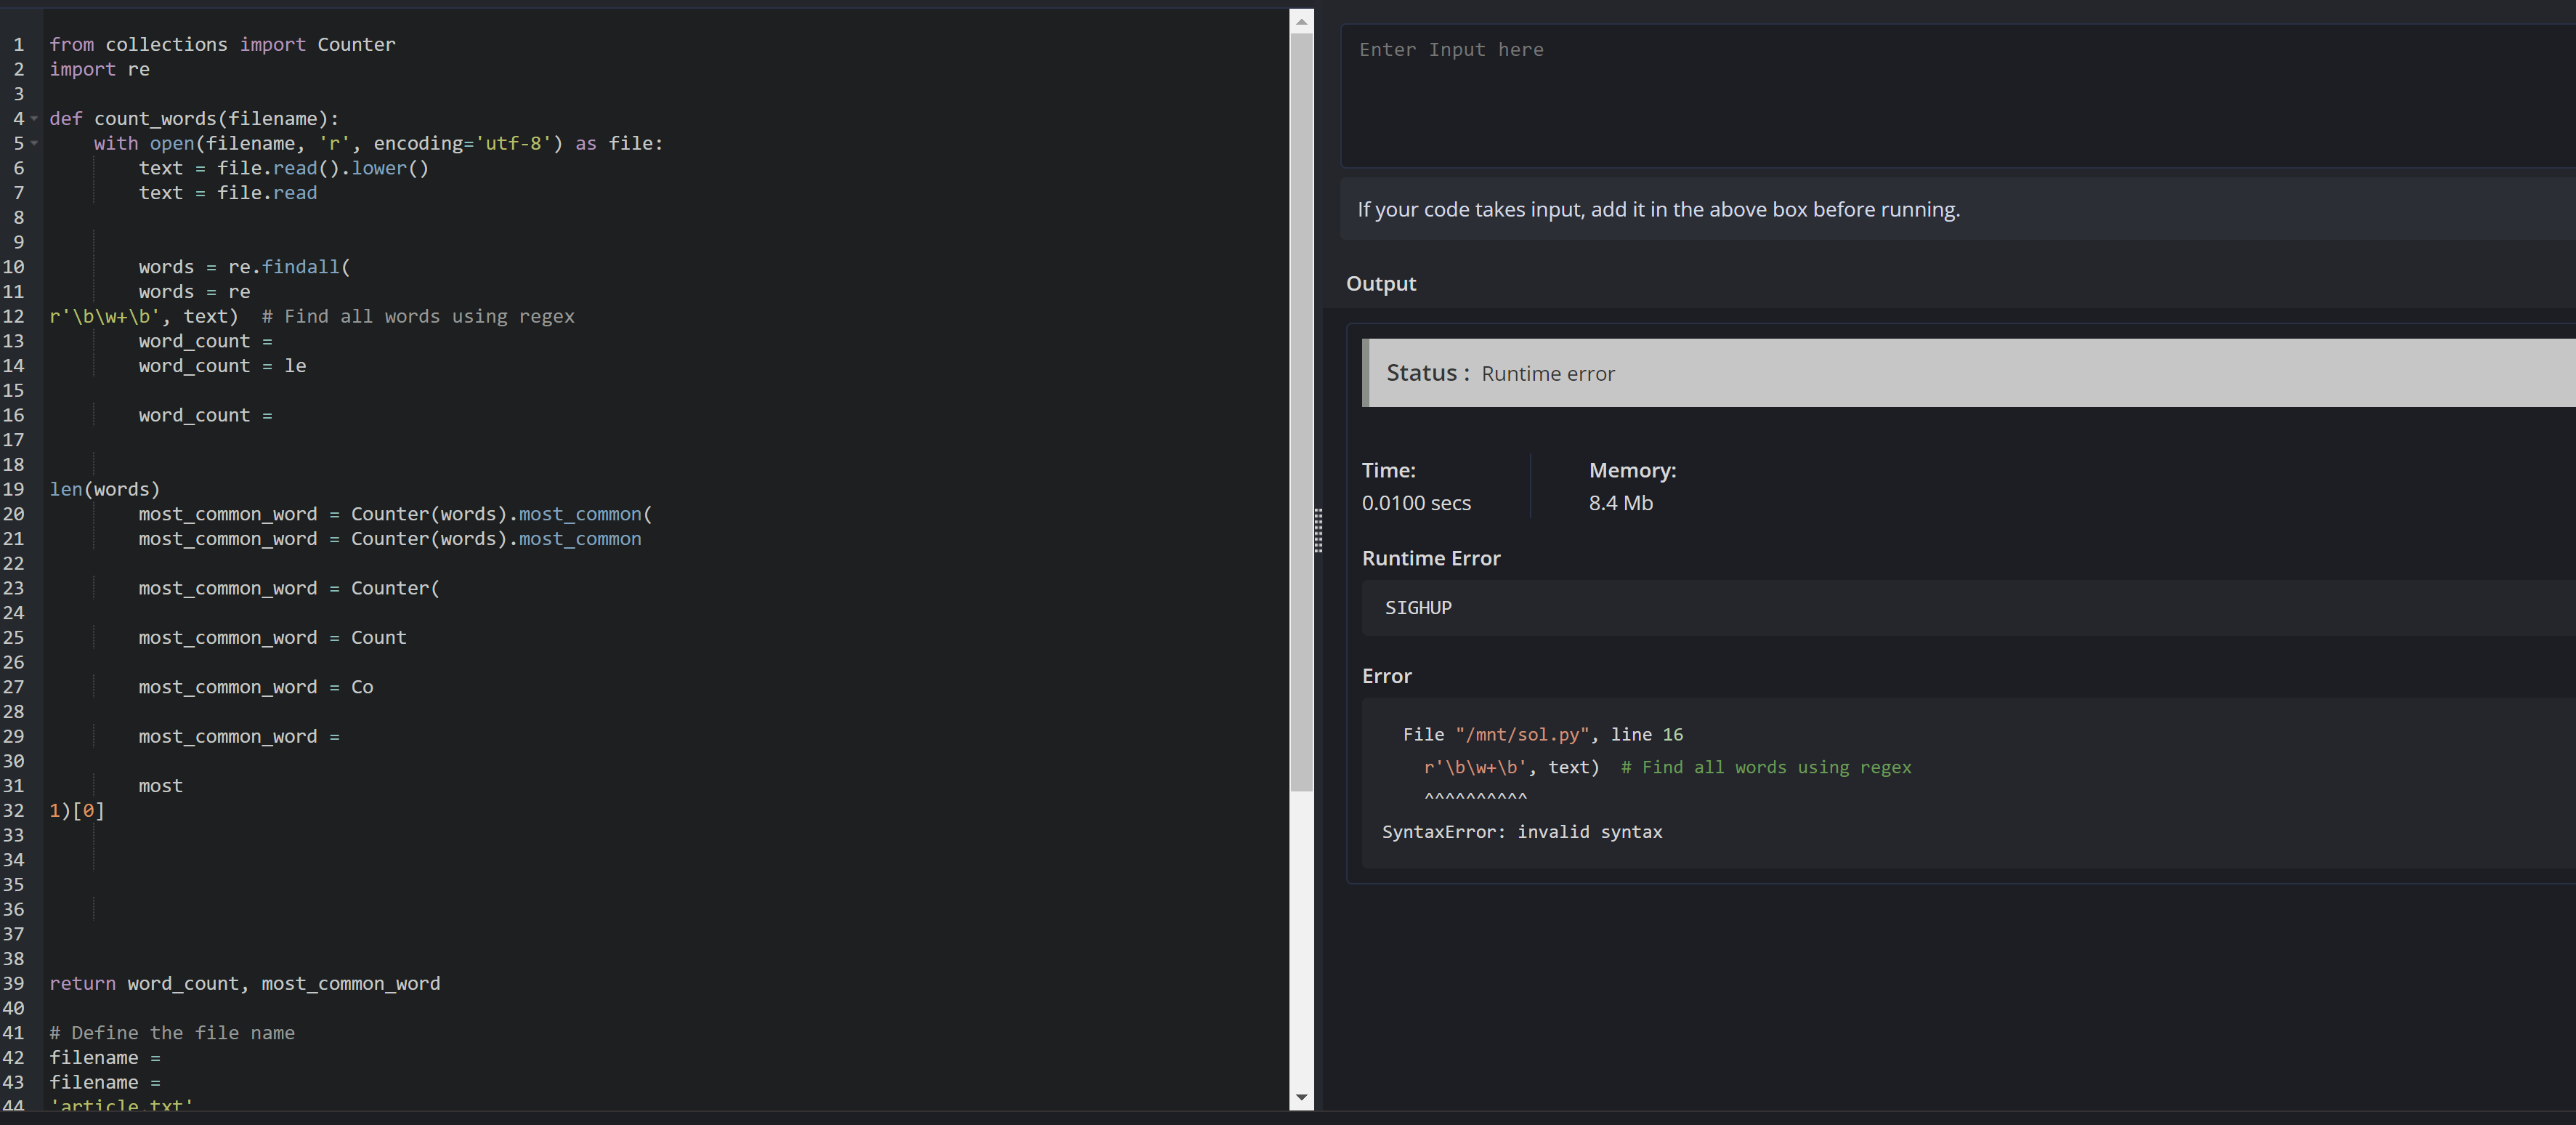 1 from collections import Counter
2 import re
3
4 def count_words(filename):
5     with open(filename, 'r', encoding='utf-8') as file:
6         text = file.read().lower()
7         text = file.read
8
9
10         words = re.findall(
11         words = re
12 r'\b\w+\b', text)  # Find all words using regex
13         word_count =
14         word_count = le
15
16         word_count =
17
18
19 len(words)
20         most_common_word = Counter(words).most_common(
21         most_common_word = Counter(words).most_common
22
23         most_common_word = Counter(
24
25         most_common_word = Count
26
27         most_common_word = Co
28
29         most_common_word =
30
31         most
32 1)[0]
33
34
35
36
37
38
39 return word_count, most_common_word
40
41 # Define the file name
42 filename =
43 filename =
44 'article.txt'
Enter Input here
If your code takes input, add it in the above box before running.
Output
Status : Runtime error
Time:
0.0100 secs
Memory:
8.4 Mb
Runtime Error
SIGHUP
Error
File "/mnt/sol.py", line 16
r'\b\w+\b', text)  # Find all words using regex
^^^^^^^^^^
SyntaxError: invalid syntax